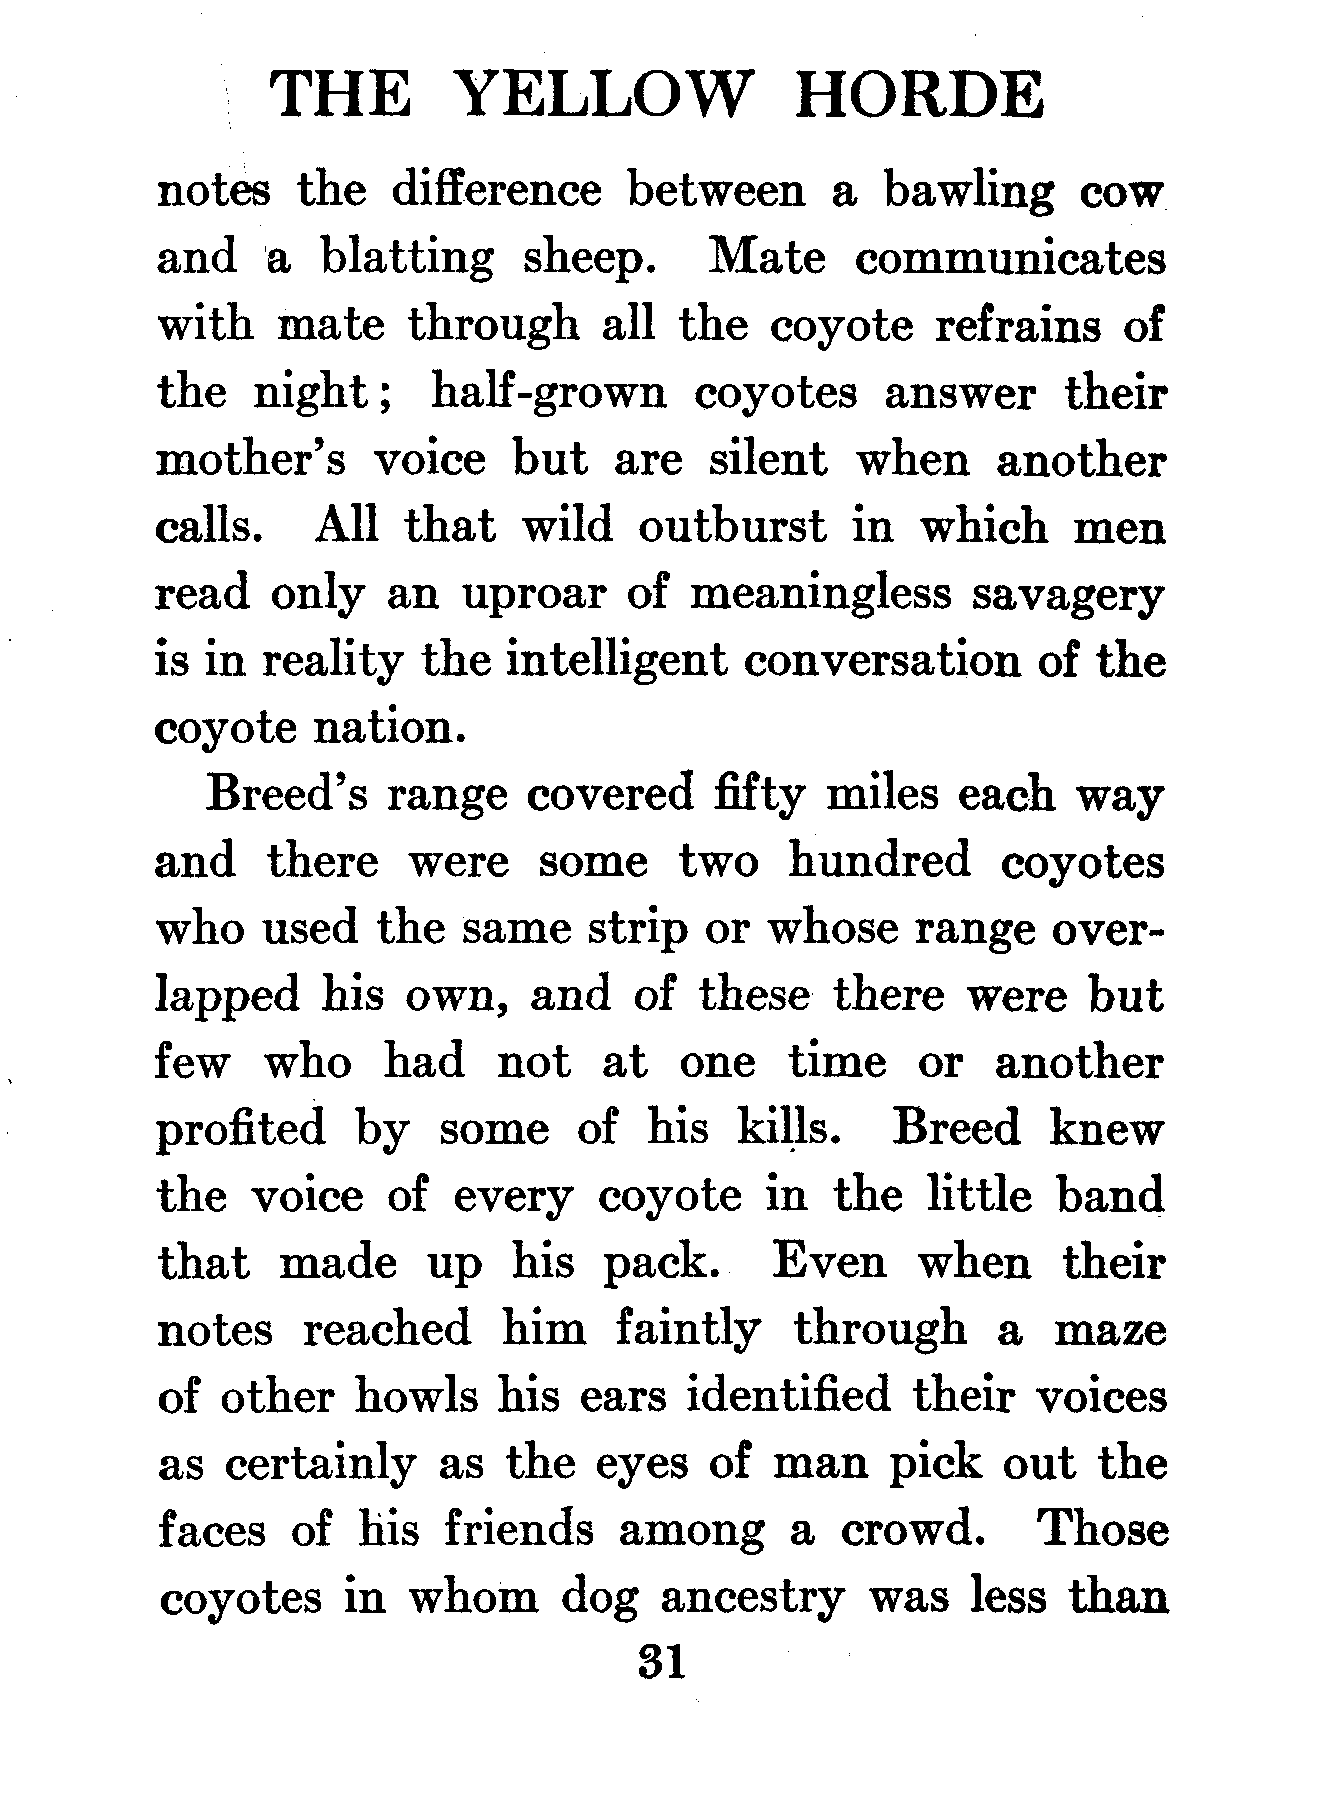 THE YELLOW HORDE
notes the difference between a bawling cow
and a blatting sheep. Mate communicates
with mate through all the coyote refrains of
the night; half-grown coyotes answer their
mother's voice but are silent when another
calls. All that wild outburst in which men
read only an uproar of meaningless savagery
is in reality the intelligent conversation of the
coyote nation.
Breed's range covered fifty miles each way
and there were some two hundred coyotes
who used the same strip or whose range over-
lapped his own, and of these there were but
few who had not at one time or another
profited by some of his kills. Breed knew
the voice of every coyote in the little band
that made up his pack. Even when their
notes reached him faintly through a maze
of other howls his ears identified their voices
as certainly as the eyes of man pick out the
faces of his friends among a crowd. Those
coyotes in whom dog ancestry was less than
31